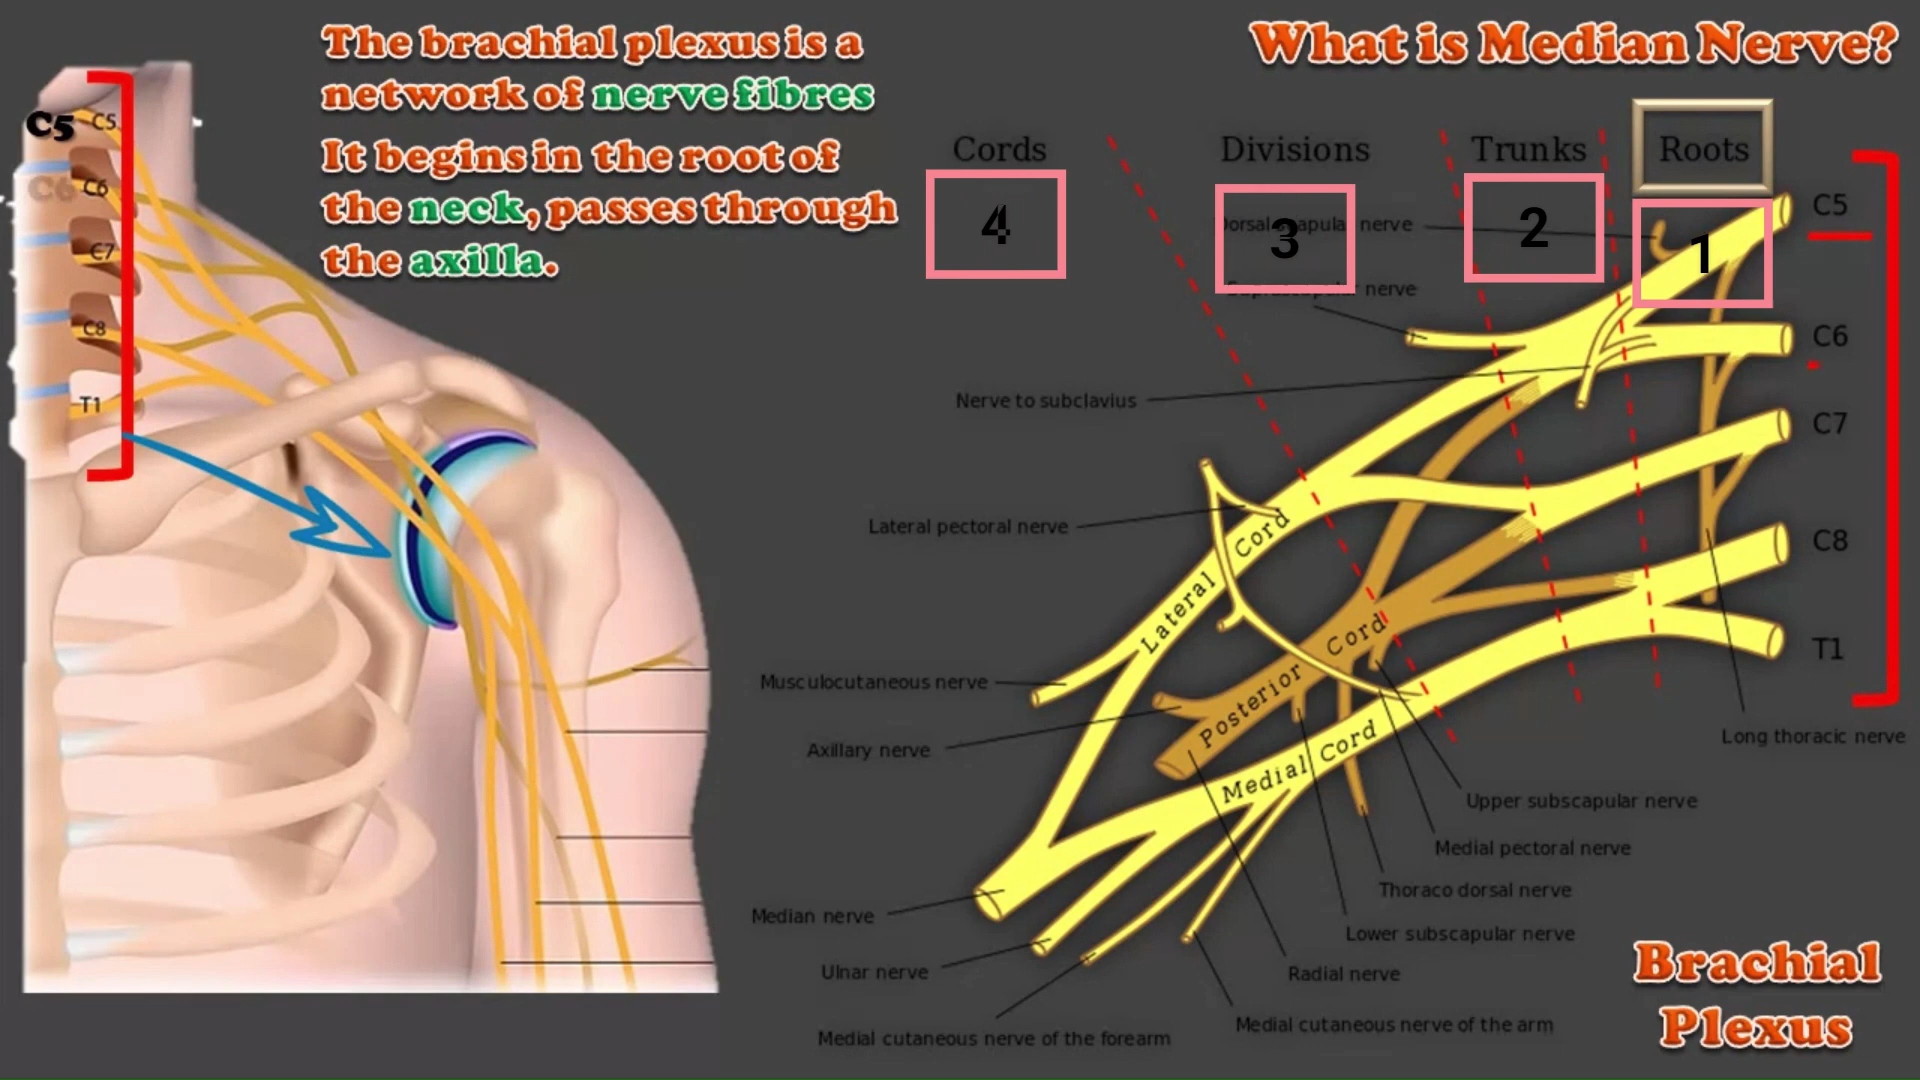 The brachial plexus is a
network of nerve fibres
It begins in the root of
the neck, passes through
the axilla.
What is Median Nerve?
C5
C5
C6
C6
C7
C8
T1
Cords
Divisions
Trunks
Roots
4
3
2
1
Dorsal scapular nerve
Suprascapular nerve
Nerve to subclavius
Lateral pectoral nerve
Musculocutaneous nerve
Axillary nerve
Median nerve
Ulnar nerve
Medial cutaneous nerve of the forearm
Lateral Cord
Posterior Cord
Medial Cord
C5
C6
C7
C8
T1
Long thoracic nerve
Upper subscapular nerve
Medial pectoral nerve
Thoraco dorsal nerve
Lower subscapular nerve
Radial nerve
Medial cutaneous nerve of the arm
Brachial
Plexus